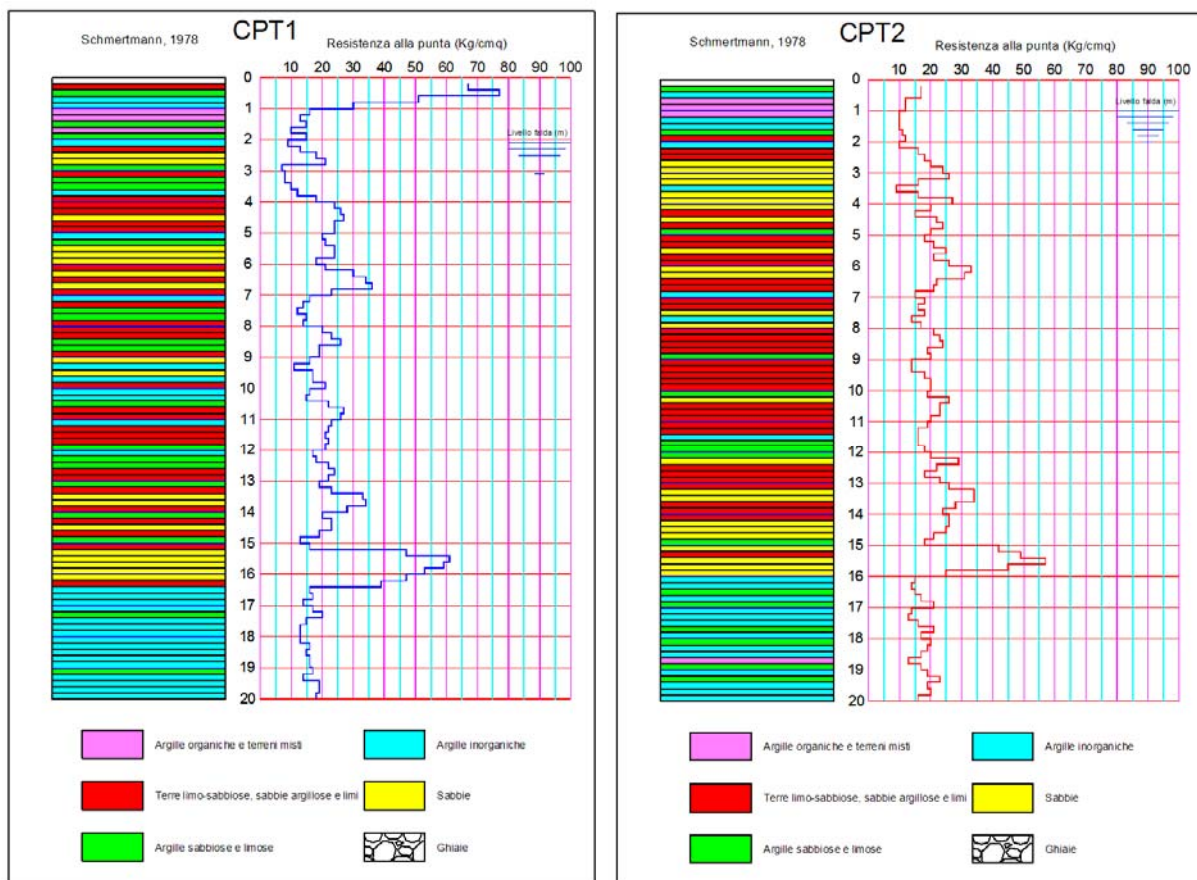 CPT1
Schmertmann, 1978
Resistenza alla punta (Kg/cmq)
0 10 20 30 40 50 60 70 80 90 100
0
1
Livello falda (m)
2
3
4
5
6
7
8
9
10
11
12
13
14
15
16
17
18
19
20
Argille organiche e terreni misti
Argille inorganiche
Terre limo-sabbiose, sabbie argillose e limi
Sabbie
Argille sabbiose e limose
Ghiaie
CPT2
Schmertmann, 1978
Resistenza alla punta (Kg/cmq)
10 20 30 40 50 60 70 80 90 100
0
Livello falda (m)
1
2
3
4
5
6
7
8
9
10
11
12
13
14
15
16
17
18
19
20
Argille organiche e terreni misti
Argille inorganiche
Terre limo-sabbiose, sabbie argillose e limi
Sabbie
Argille sabbiose e limose
Ghiaie